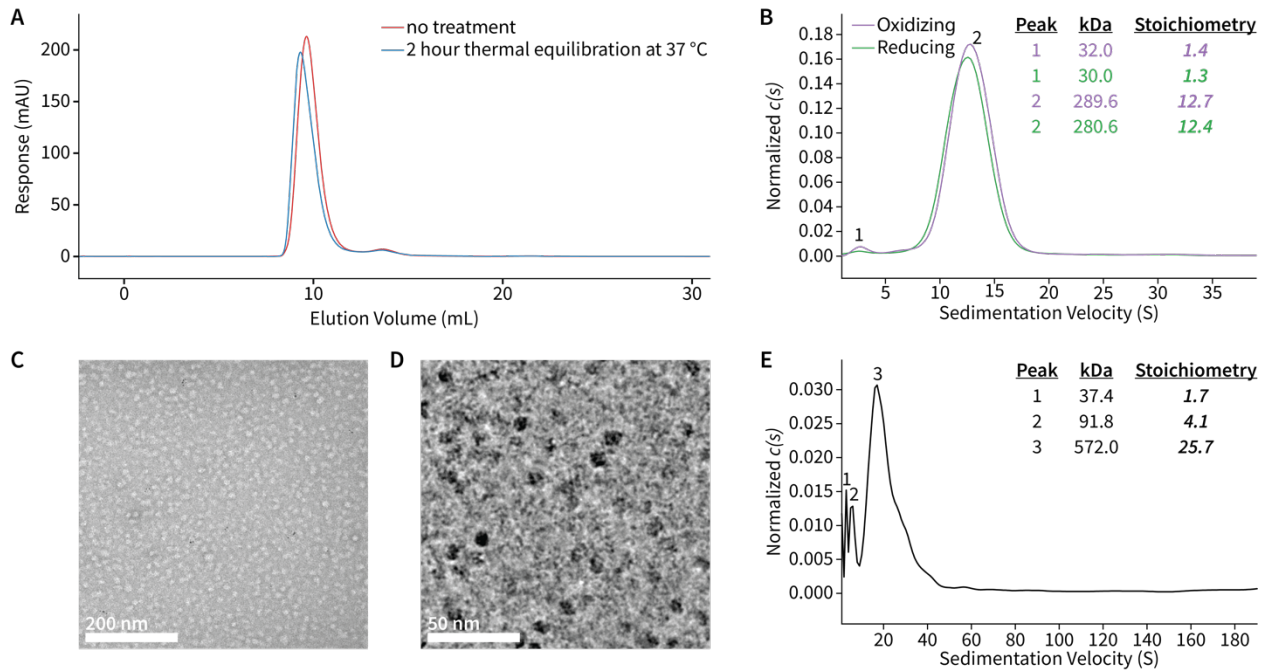 A
no treatment
2 hour thermal equilibration at 37 °C
200
150
100
50
0
Response (mAU)
0
10
20
30
Elution Volume (mL)
B
Oxidizing
Reducing
Peak kDa Stoichiometry
1 32.0 1.4
1 30.0 1.3
2 289.6 12.7
2 280.6 12.4
2
1
0.18
0.16
0.14
0.12
0.10
0.08
0.06
0.04
0.02
0.00
Normalized c(s)
5 10 15 20 25 30 35
Sedimentation Velocity (S)
C
200 nm
D
50 nm
E
Peak kDa Stoichiometry
1 37.4 1.7
2 91.8 4.1
3 572.0 25.7
3
1
2
0.030
0.025
0.020
0.015
0.010
0.005
0.000
Normalized c(s)
20 40 60 80 100 120 140 160 180
Sedimentation Velocity (S)